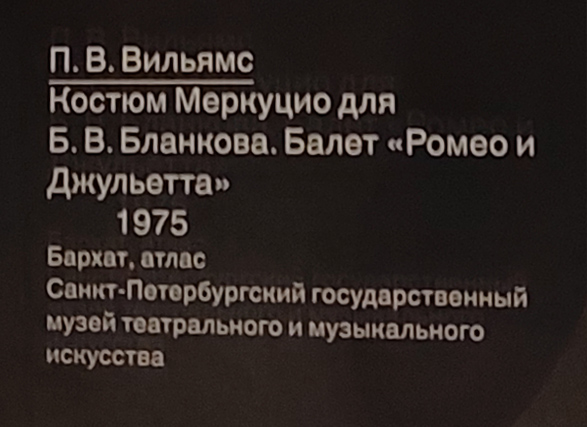 П. В. Вильямс
Костюм Меркуцио для
Б. В. Бланкова. Балет «Ромео и
Джульетта»
1975
Бархат, атлас
Санкт-Петербургский государственный
музей театрального и музыкального
искусства